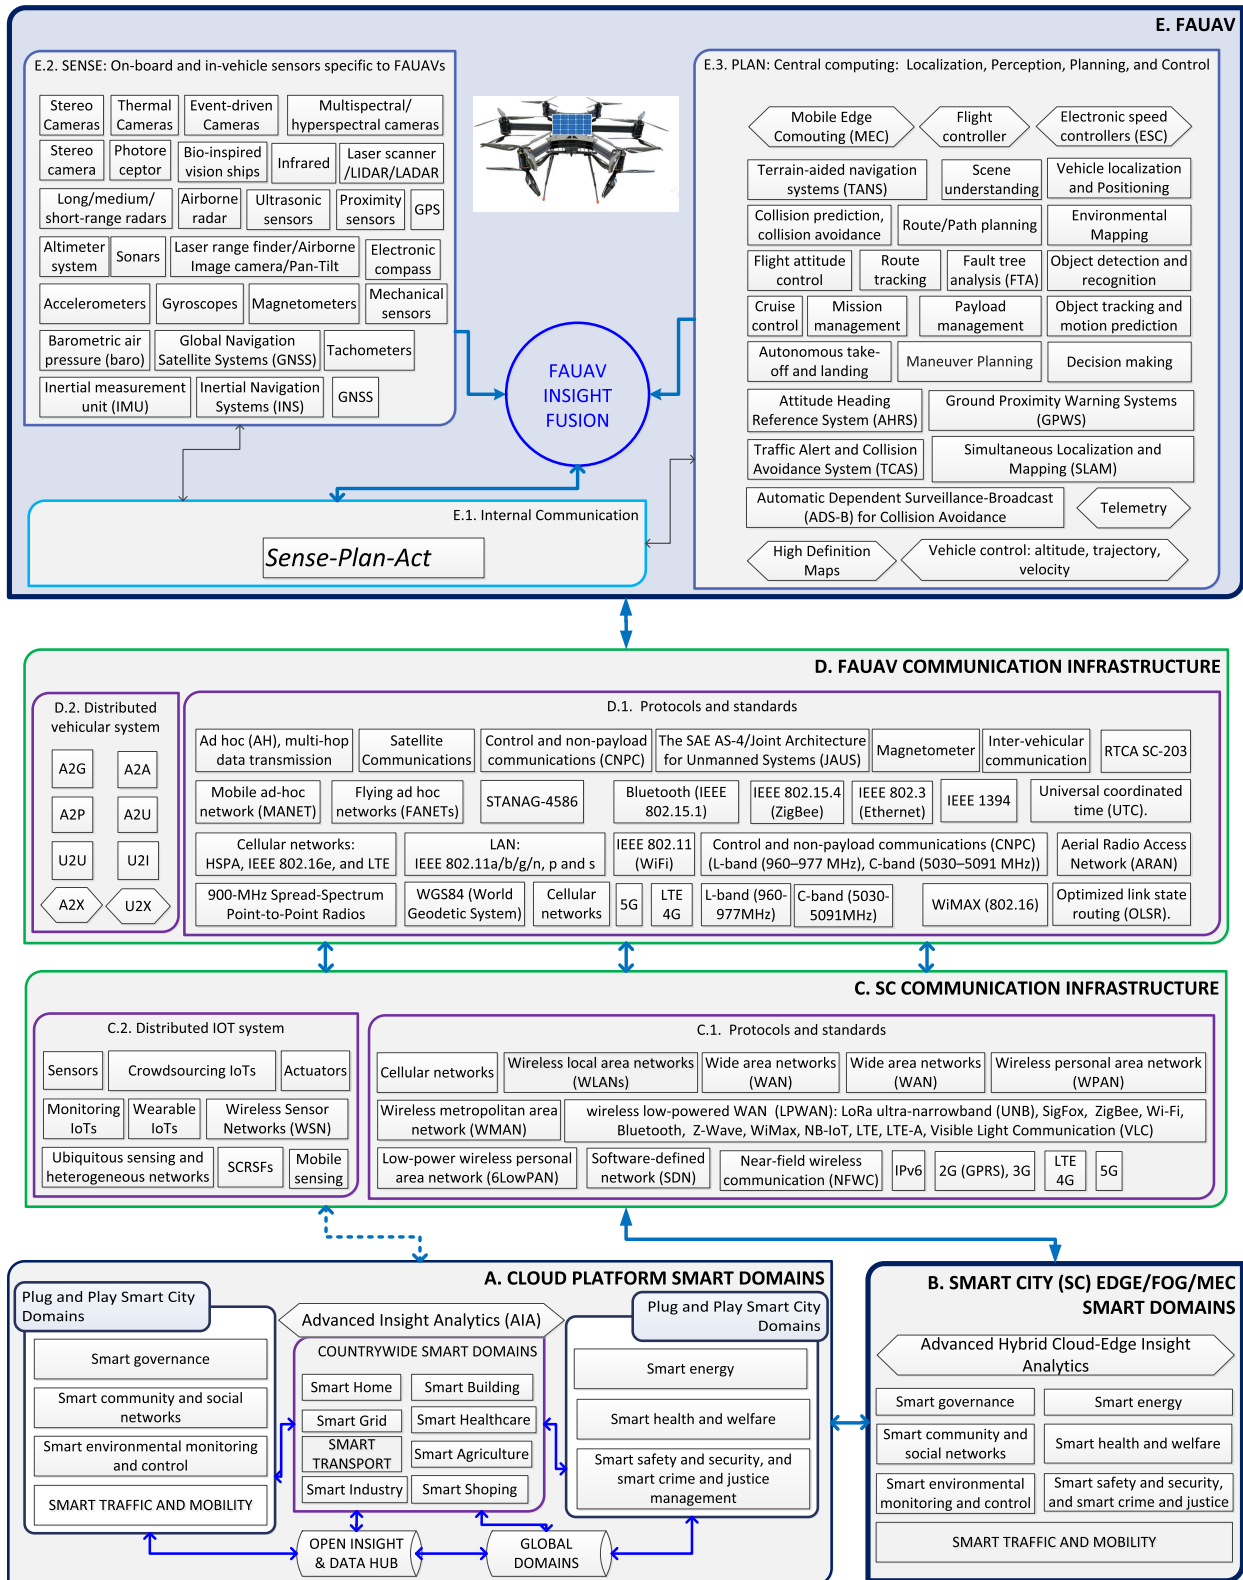 E. FAUAV
E.2. SENSE: On-board and in-vehicle sensors specific to FAUAVs
Stereo
Cameras
Thermal
Cameras
Event-driven
Cameras
Multispectral/
hyperspectral cameras
Stereo
camera
Photore
ceptor
Bio-inspired
vision ships
Infrared
Laser scanner
/LIDAR/LADAR
Long/medium/
short-range radars
Airborne
radar
Ultrasonic
sensors
Proximity
sensors
GPS
Altimeter
system
Sonars
Laser range finder/Airborne
Image camera/Pan-Tilt
Electronic
compass
Accelerometers
Gyroscopes
Magnetometers
Mechanical
sensors
Barometric air
pressure (baro)
Global Navigation
Satellite Systems (GNSS)
Tachometers
Inertial measurement
unit (IMU)
Inertial Navigation
Systems (INS)
GNSS
FAUAV
INSIGHT
FUSION
E.3. PLAN: Central computing: Localization, Perception, Planning, and Control
Mobile Edge
Comouting (MEC)
Flight
controller
Electronic speed
controllers (ESC)
Terrain-aided navigation
systems (TANS)
Scene
understanding
Vehicle localization
and Positioning
Collision prediction,
collision avoidance
Route/Path planning
Environmental
Mapping
Flight attitude
control
Route
tracking
Fault tree
analysis (FTA)
Object detection and
recognition
Cruise
control
Mission
management
Payload
management
Object tracking and
motion prediction
Autonomous take-
off and landing
Maneuver Planning
Decision making
Attitude Heading
Reference System (AHRS)
Ground Proximity Warning Systems
(GPWS)
Traffic Alert and Collision
Avoidance System (TCAS)
Simultaneous Localization and
Mapping (SLAM)
Automatic Dependent Surveillance-Broadcast
(ADS-B) for Collision Avoidance
Telemetry
High Definition
Maps
Vehicle control: altitude, trajectory,
velocity
E.1. Internal Communication
Sense-Plan-Act
D. FAUAV COMMUNICATION INFRASTRUCTURE
D.2. Distributed
vehicular system
A2G
A2A
A2P
A2U
U2U
U2I
A2X
U2X
D.1. Protocols and standards
Ad hoc (AH), multi-hop
data transmission
Satellite
Communications
Control and non-payload
communications (CNPC)
The SAE AS-4/Joint Architecture
for Unmanned Systems (JAUS)
Magnetometer
Inter-vehicular
communication
RTCA SC-203
Mobile ad-hoc
network (MANET)
Flying ad hoc
networks (FANETs)
STANAG-4586
Bluetooth (IEEE
802.15.1)
IEEE 802.15.4
(ZigBee)
IEEE 802.3
(Ethernet)
IEEE 1394
Universal coordinated
time (UTC).
Cellular networks:
HSPA, IEEE 802.16e, and LTE
LAN:
IEEE 802.11a/b/g/n, p and s
IEEE 802.11
(WiFi)
Control and non-payload communications (CNPC)
(L-band (960–977 MHz), C-band (5030–5091 MHz))
Aerial Radio Access
Network (ARAN)
900-MHz Spread-Spectrum
Point-to-Point Radios
WGS84 (World
Geodetic System)
Cellular
networks
5G
LTE
4G
L-band (960-
977MHz)
C-band (5030-
5091MHz)
WiMAX (802.16)
Optimized link state
routing (OLSR).
C. SC COMMUNICATION INFRASTRUCTURE
C.2. Distributed IOT system
Sensors
Crowdsourcing IoTs
Actuators
Monitoring
IoTs
Wearable
IoTs
Wireless Sensor
Networks (WSN)
Ubiquitous sensing and
heterogeneous networks
SCRSFs
Mobile
sensing
C.1. Protocols and standards
Cellular networks
Wireless local area networks
(WLANs)
Wide area networks
(WAN)
Wide area networks
(WAN)
Wireless personal area network
(WPAN)
Wireless metropolitan area
network (WMAN)
wireless low-powered WAN (LPWAN): LoRa ultra-narrowband (UNB), SigFox, ZigBee, Wi-Fi,
Bluetooth, Z-Wave, WiMax, NB-IoT, LTE, LTE-A, Visible Light Communication (VLC)
Low-power wireless personal
area network (6LowPAN)
Software-defined
network (SDN)
Near-field wireless
communication (NFWC)
IPv6
2G (GPRS), 3G
LTE
4G
5G
A. CLOUD PLATFORM SMART DOMAINS
Plug and Play Smart City
Domains
Smart governance
Smart community and social
networks
Smart environmental monitoring
and control
SMART TRAFFIC AND MOBILITY
Advanced Insight Analytics (AIA)
COUNTRYWIDE SMART DOMAINS
Smart Home
Smart Building
Smart Grid
Smart Healthcare
SMART
TRANSPORT
Smart Agriculture
Smart Industry
Smart Shoping
Plug and Play Smart City
Domains
Smart energy
Smart health and welfare
Smart safety and security, and
smart crime and justice
management
OPEN INSIGHT
& DATA HUB
GLOBAL
DOMAINS
B. SMART CITY (SC) EDGE/FOG/MEC
SMART DOMAINS
Advanced Hybrid Cloud-Edge Insight
Analytics
Smart governance
Smart energy
Smart community and
social networks
Smart health and welfare
Smart environmental
monitoring and control
Smart safety and security,
and smart crime and justice
SMART TRAFFIC AND MOBILITY